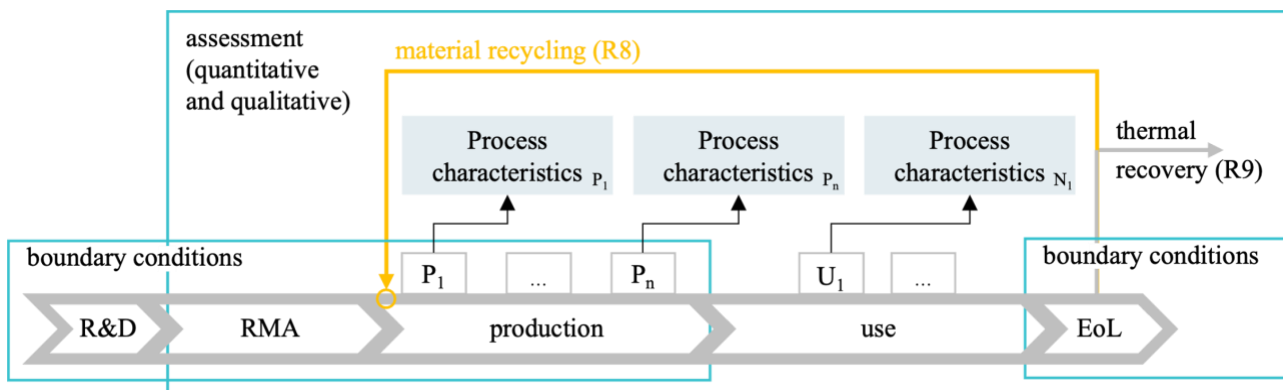 assessment
(quantitative
and qualitative)
material recycling (R8)
Process
characteristics P1
Process
characteristics Pn
Process
characteristics N1
thermal
recovery (R9)
boundary conditions
P1
...
Pn
U1
...
boundary conditions
R&D
RMA
production
use
EoL